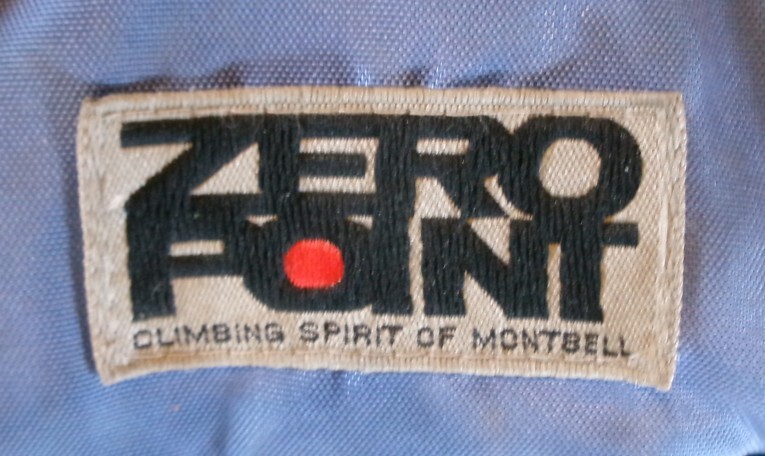 ZERO
POINT
CLIMBING SPIRIT OF MONTBELL